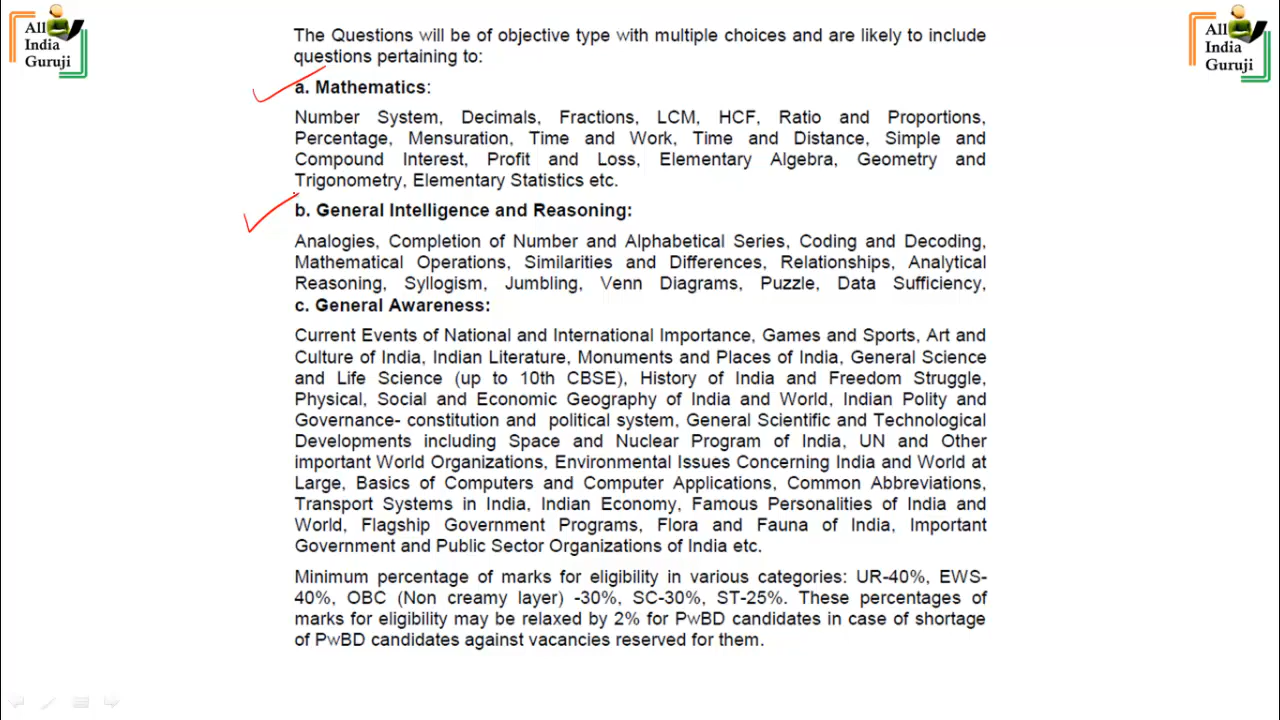 All
India
Guruji
All
India
Guruji
The Questions will be of objective type with multiple choices and are likely to include
questions pertaining to:
a. Mathematics:
Number System, Decimals, Fractions, LCM, HCF, Ratio and Proportions,
Percentage, Mensuration, Time and Work, Time and Distance, Simple and
Compound Interest, Profit and Loss, Elementary Algebra, Geometry and
Trigonometry, Elementary Statistics etc.
b. General Intelligence and Reasoning:
Analogies, Completion of Number and Alphabetical Series, Coding and Decoding,
Mathematical Operations, Similarities and Differences, Relationships, Analytical
Reasoning, Syllogism, Jumbling, Venn Diagrams, Puzzle, Data Sufficiency,
c. General Awareness:
Current Events of National and International Importance, Games and Sports, Art and
Culture of India, Indian Literature, Monuments and Places of India, General Science
and Life Science (up to 10th CBSE), History of India and Freedom Struggle,
Physical, Social and Economic Geography of India and World, Indian Polity and
Governance- constitution and political system, General Scientific and Technological
Developments including Space and Nuclear Program of India, UN and Other
important World Organizations, Environmental Issues Concerning India and World at
Large, Basics of Computers and Computer Applications, Common Abbreviations,
Transport Systems in India, Indian Economy, Famous Personalities of India and
World, Flagship Government Programs, Flora and Fauna of India, Important
Government and Public Sector Organizations of India etc.
Minimum percentage of marks for eligibility in various categories: UR-40%, EWS-
40%, OBC (Non creamy layer) -30%, SC-30%, ST-25%. These percentages of
marks for eligibility may be relaxed by 2% for PwBD candidates in case of shortage
of PwBD candidates against vacancies reserved for them.